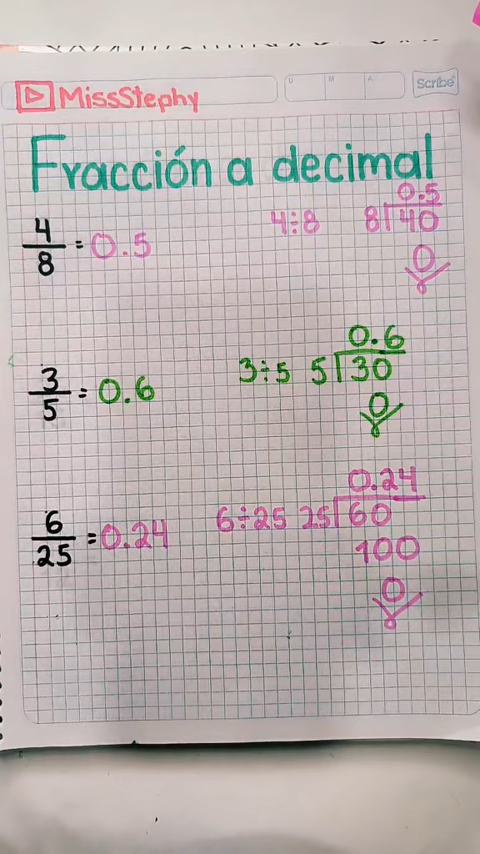 D M A
Scribe
MissStephy
Fracción a decimal
4/8 = 0.5
4÷8
0.5
8 40
0
3/5 = 0.6
3÷5
0.6
5 30
0
6/25 = 0.24
6÷25
0.24
25 60
100
0